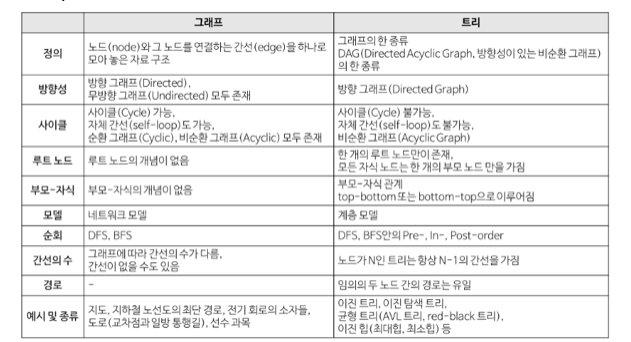 그래프 트리
정의 노드(node)와 그 노드를 연결하는 간선(edge)을 하나로
모아 놓은 자료 구조
그래프의 한 종류
DAG(Directed Acyclic Graph, 방향성이 있는 비순환 그래프)
의 한 종류
방향성 방향 그래프(Directed),
무방향 그래프(Undirected) 모두 존재
방향 그래프(Directed Graph)
사이클 사이클(Cycle) 가능,
자체 간선(self-loop)도 가능,
순환 그래프(Cyclic), 비순환 그래프(Acyclic) 모두 존재
사이클(Cycle) 불가능,
자체 간선(self-loop)도 불가능,
비순환 그래프(Acyclic Graph)
루트 노드 루트 노드의 개념이 없음
한 개의 루트 노드만이 존재,
모든 자식 노드는 한 개의 부모 노드 만을 가짐
부모-자식 부모-자식의 개념이 없음
부모-자식 관계
top-bottom 또는 bottom-top으로 이루어짐
모델 네트워크 모델 계층 모델
순회 DFS, BFS DFS, BFS안의 Pre-, In-, Post-order
간선의 수 그래프에 따라 간선의 수가 다름,
간선이 없을 수도 있음
노드가 N인 트리는 항상 N-1의 간선을 가짐
경로 - 임의의 두 노드 간의 경로는 유일
예시 및 종류 지도, 지하철 노선도의 최단 경로, 전기 회로의 소자들,
도로(교차점과 일방 통행길), 선수 과목
이진 트리, 이진 탐색 트리,
균형 트리(AVL 트리, red-black 트리),
이진 힙(최대힙, 최소힙) 등